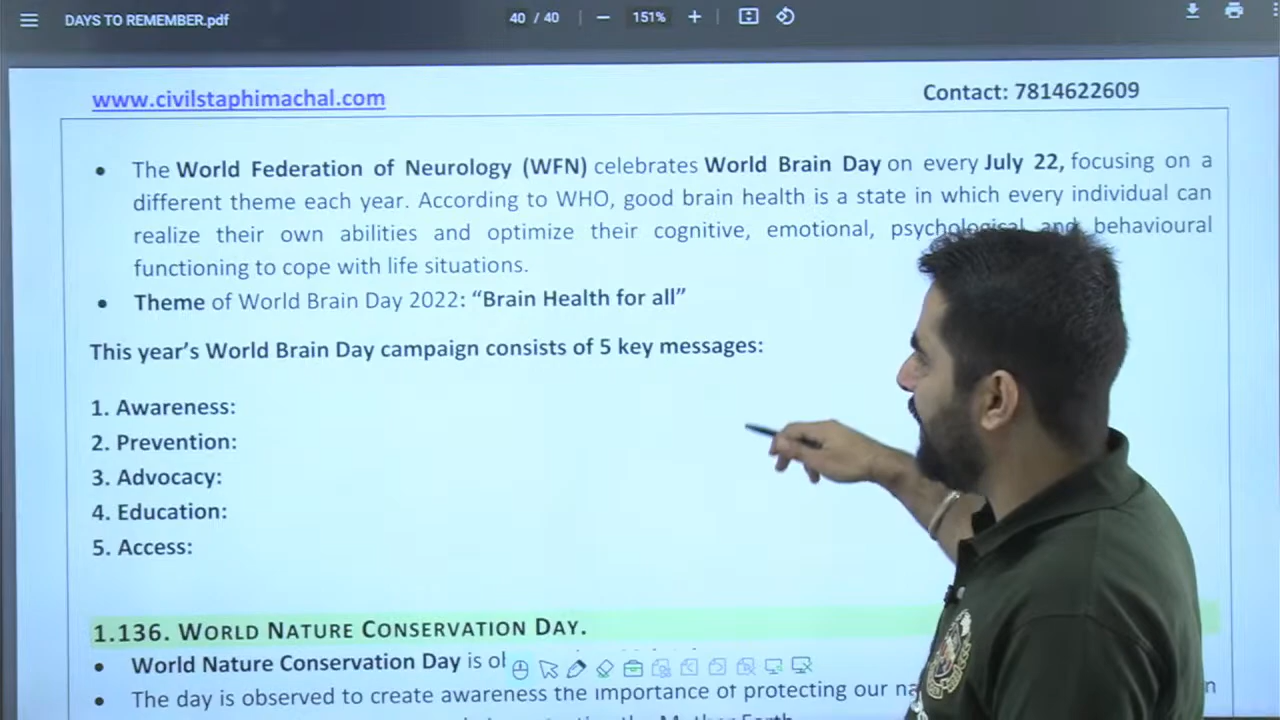 DAYS TO REMEMBER.pdf
40 / 40
151%
www.civilstaphimachal.com
Contact: 7814622609
• The World Federation of Neurology (WFN) celebrates World Brain Day on every July 22, focusing on a
different theme each year. According to WHO, good brain health is a state in which every individual can
realize their own abilities and optimize their cognitive, emotional, psychological and behavioural
functioning to cope with life situations.
• Theme of World Brain Day 2022: “Brain Health for all”
This year’s World Brain Day campaign consists of 5 key messages:
1. Awareness:
2. Prevention:
3. Advocacy:
4. Education:
5. Access:
1.136. WORLD NATURE CONSERVATION DAY.
• World Nature Conservation Day is
• The day is observed to create awareness the importance of protecting our
the Mother Earth